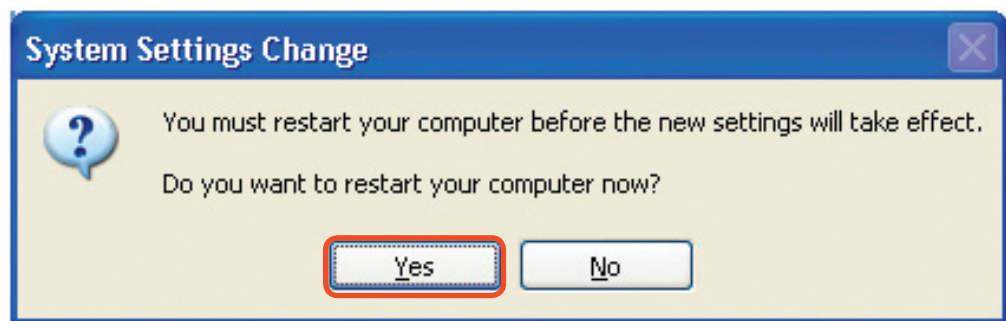 System Settings Change
You must restart your computer before the new settings will take effect.
Do you want to restart your computer now?
Yes No